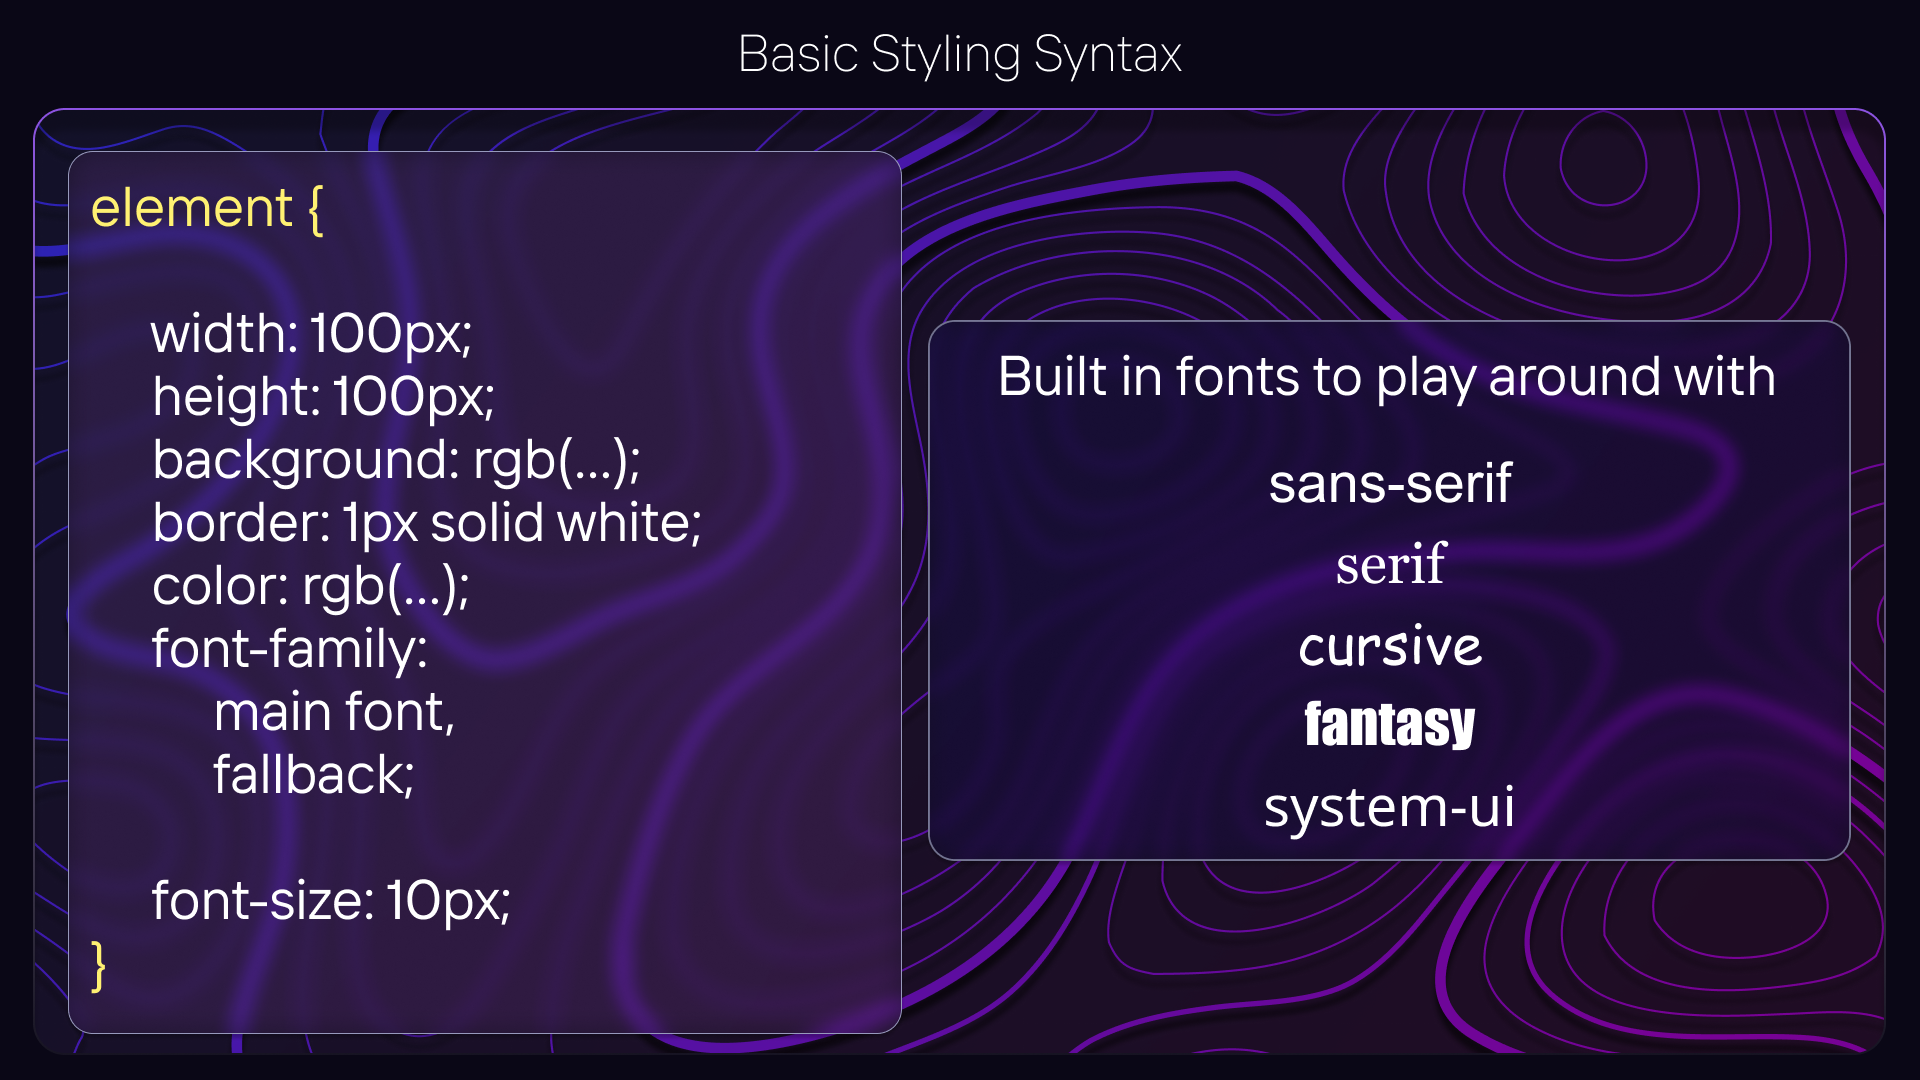 Basic Styling Syntax
element {
width: 100px;
height: 100px;
background: rgb(...);
border: 1px solid white;
color: rgb(...);
font-family:
main font,
fallback;
font-size: 10px;
}
Built in fonts to play around with
sans-serif
serif
cursive
fantasy
system-ui